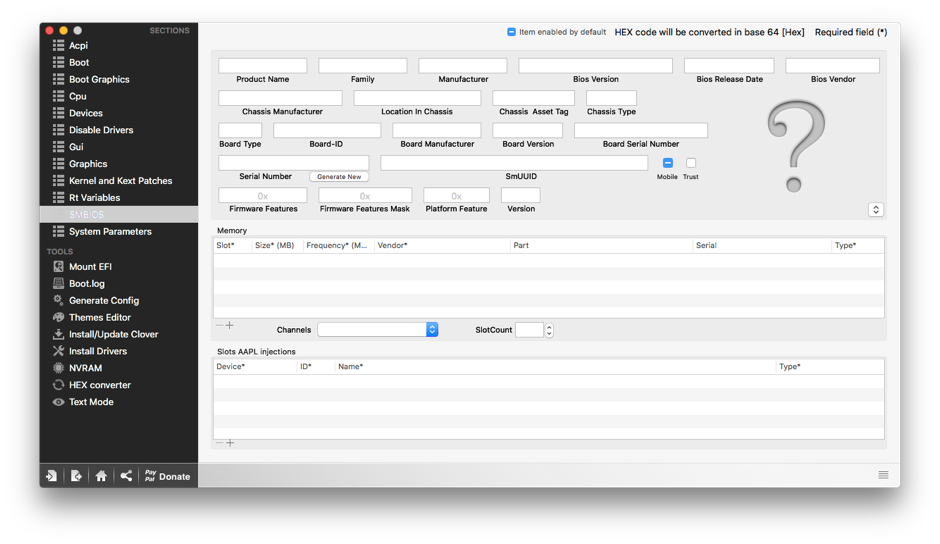 SECTIONS
Acpi
Boot
Boot Graphics
Cpu
Devices
Disable Drivers
Gui
Graphics
Kernel and Kext Patches
Rt Variables
SMBIOS
System Parameters
TOOLS
Mount EFI
Boot.log
Generate Config
Themes Editor
Install/Update Clover
Install Drivers
NVRAM
HEX converter
Text Mode
Pay Pal Donate
Item enabled by default HEX code will be converted in base 64 [Hex] Required field (*)
Product Name Family Manufacturer Bios Version Bios Release Date Bios Vendor
Chassis Manufacturer Location In Chassis Chassis Asset Tag Chassis Type
Board Type Board-ID Board Manufacturer Board Version Board Serial Number
Serial Number Generate New SmUUID Mobile Trust
0x 0x 0x
Firmware Features Firmware Features Mask Platform Feature Version
?
Memory
Slot* Size* (MB) Frequency* (M... Vendor* Part Serial Type*
Channels SlotCount
Slots AAPL injections
Device* ID* Name* Type*